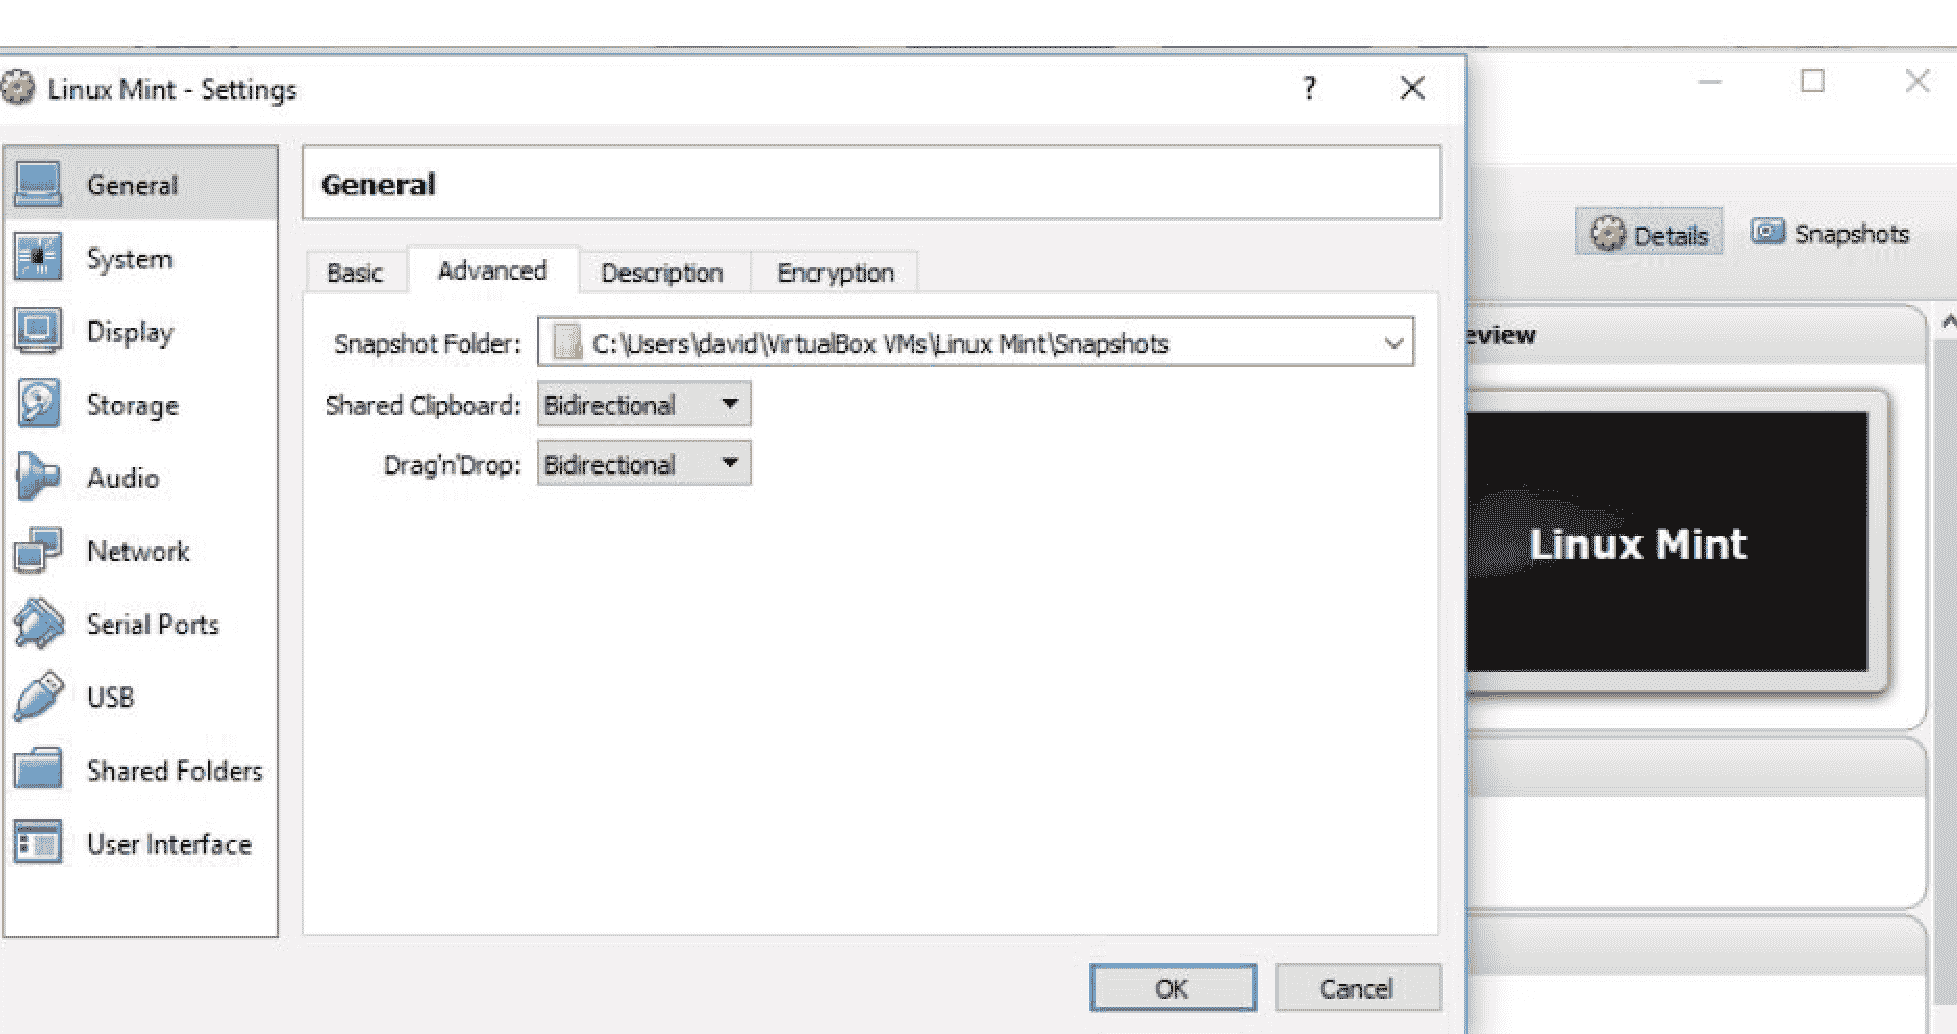 Linux Mint - Settings
?
General
System
Display
Storage
Audio
Network
Serial Ports
USB
Shared Folders
User Interface
General
Basic
Advanced
Description
Encryption
Snapshot Folder: C:\Users\david\VirtualBox VMs\Linux Mint\Snapshots
Shared Clipboard: Bidirectional
Drag'n'Drop: Bidirectional
OK
Cancel
Details
Snapshots
eview
Linux Mint